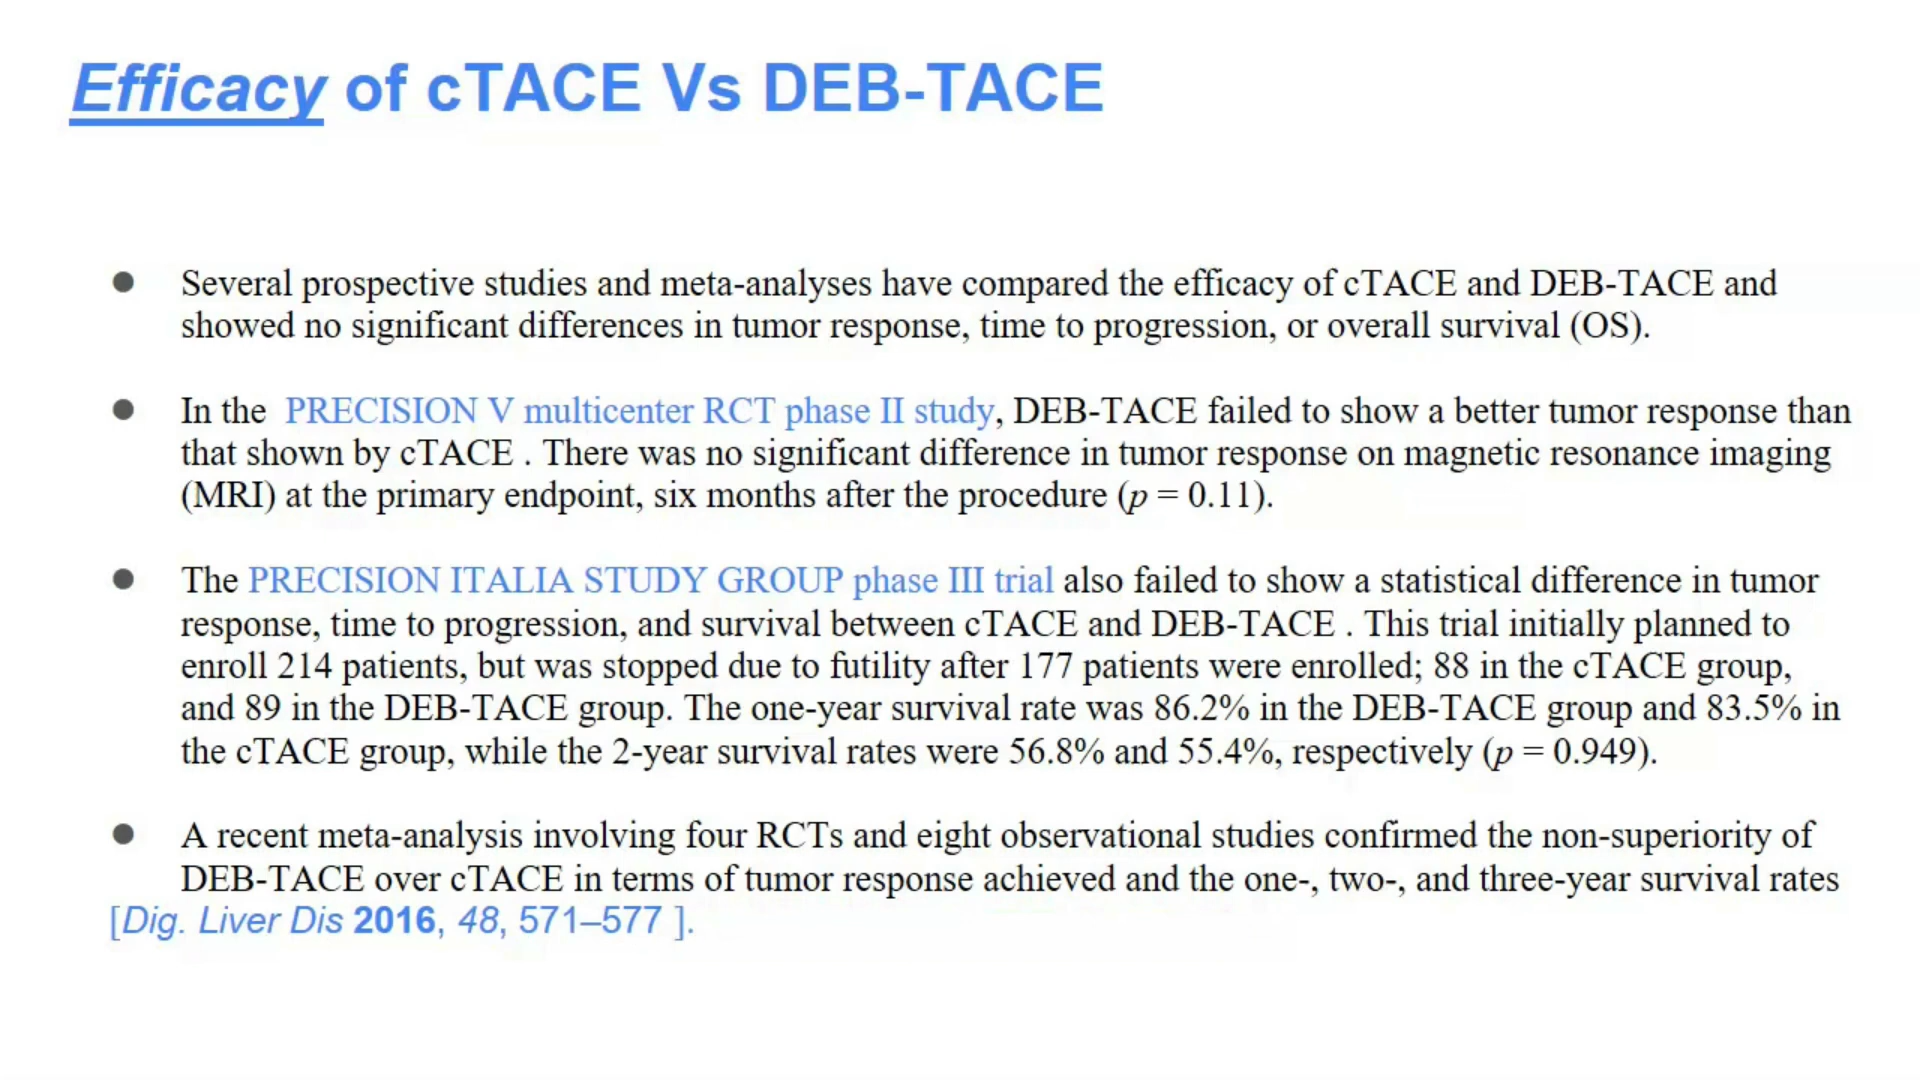 Efficacy of cTACE Vs DEB-TACE
● Several prospective studies and meta-analyses have compared the efficacy of cTACE and DEB-TACE and
showed no significant differences in tumor response, time to progression, or overall survival (OS).
● In the PRECISION V multicenter RCT phase II study, DEB-TACE failed to show a better tumor response than
that shown by cTACE . There was no significant difference in tumor response on magnetic resonance imaging
(MRI) at the primary endpoint, six months after the procedure (p = 0.11).
● The PRECISION ITALIA STUDY GROUP phase III trial also failed to show a statistical difference in tumor
response, time to progression, and survival between cTACE and DEB-TACE . This trial initially planned to
enroll 214 patients, but was stopped due to futility after 177 patients were enrolled; 88 in the cTACE group,
and 89 in the DEB-TACE group. The one-year survival rate was 86.2% in the DEB-TACE group and 83.5% in
the cTACE group, while the 2-year survival rates were 56.8% and 55.4%, respectively (p = 0.949).
● A recent meta-analysis involving four RCTs and eight observational studies confirmed the non-superiority of
DEB-TACE over cTACE in terms of tumor response achieved and the one-, two-, and three-year survival rates
[Dig. Liver Dis 2016, 48, 571–577 ].